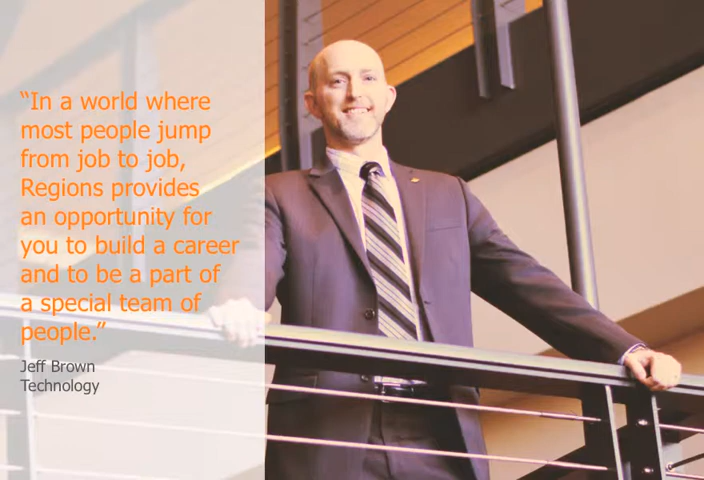 “In a world where
most people jump
from job to job,
Regions provides
an opportunity for
you to build a career
and to be a part of
a special team of
people.”
Jeff Brown
Technology